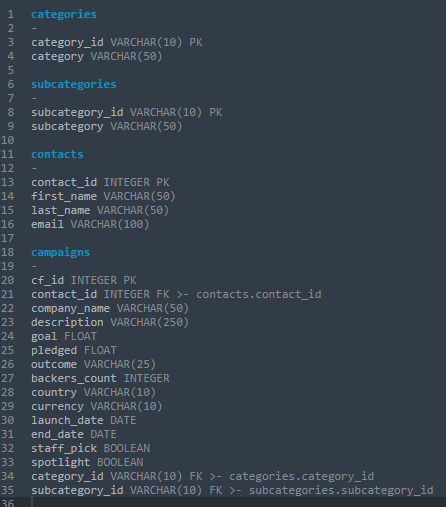 1 categories
2 -
3 category_id VARCHAR(10) PK
4 category VARCHAR(50)
5
6 subcategories
7 -
8 subcategory_id VARCHAR(10) PK
9 subcategory VARCHAR(50)
10
11 contacts
12 -
13 contact_id INTEGER PK
14 first_name VARCHAR(50)
15 last_name VARCHAR(50)
16 email VARCHAR(100)
17
18 campaigns
19 -
20 cf_id INTEGER PK
21 contact_id INTEGER FK >- contacts.contact_id
22 company_name VARCHAR(50)
23 description VARCHAR(250)
24 goal FLOAT
25 pledged FLOAT
26 outcome VARCHAR(25)
27 backers_count INTEGER
28 country VARCHAR(10)
29 currency VARCHAR(10)
30 launch_date DATE
31 end_date DATE
32 staff_pick BOOLEAN
33 spotlight BOOLEAN
34 category_id VARCHAR(10) FK >- categories.category_id
35 subcategory_id VARCHAR(10) FK >- subcategories.subcategory_id
36